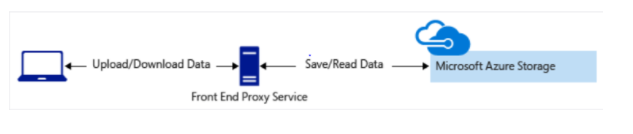 Upload/Download Data
Save/Read Data
Microsoft Azure Storage
Front End Proxy Service